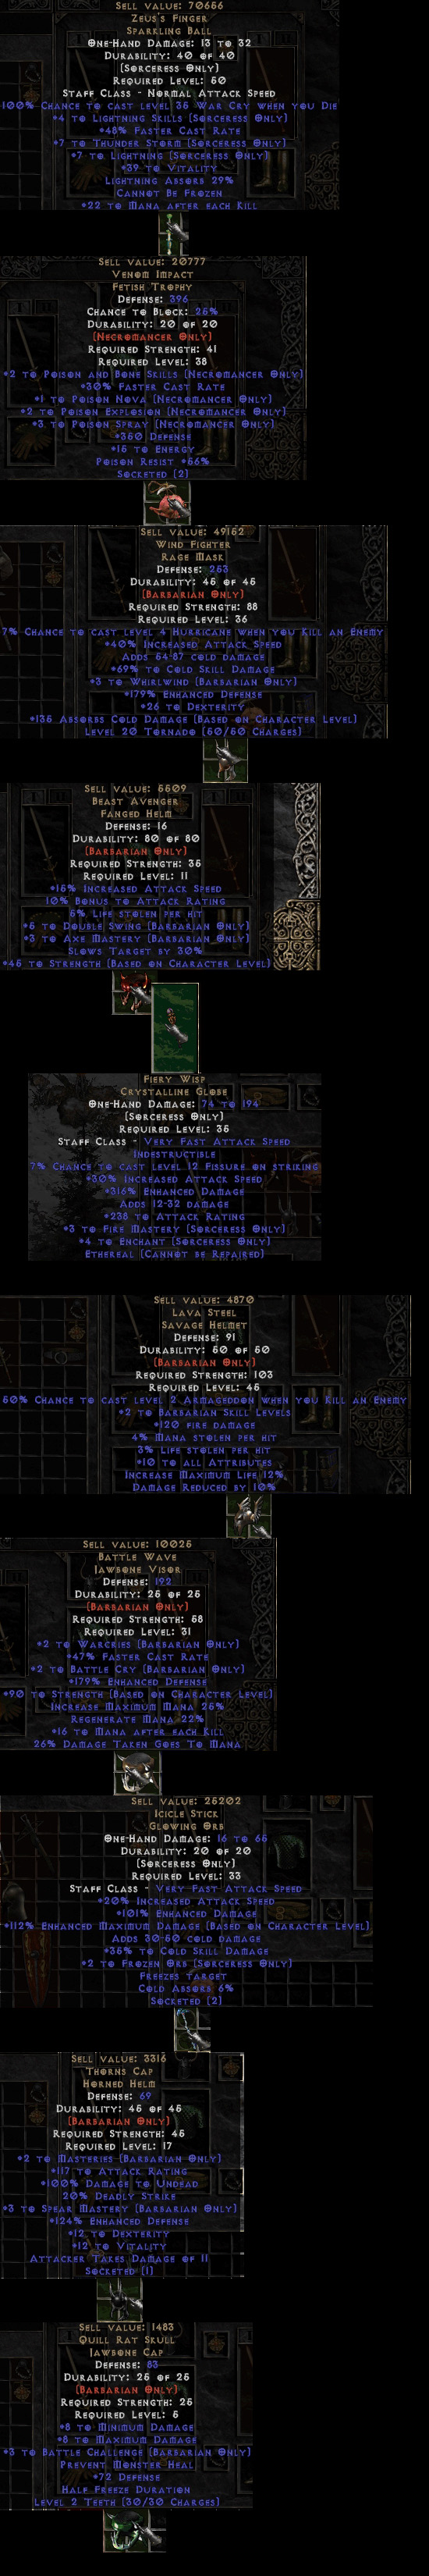 Sell value: 70656
Zeus's Finger
Sparkling Ball
One-Hand Damage: 13 to 32
Durability: 40 of 40
(Sorceress Only)
Required Level: 50
Staff Class - Normal Attack Speed
100% Chance to cast level 35 War Cry when you Die
+4 to Lightning Skills (Sorceress Only)
+48% Faster Cast Rate
+7 to Thunder Storm (Sorceress Only)
+7 to Lightning (Sorceress Only)
+39 to Vitality
Lightning Absorb 29%
Cannot Be Frozen
+22 to Mana after each Kill
Sell value: 20777
Venom Impact
Fetish Trophy
Defense: 396
Chance to Block: 25%
Durability: 20 of 20
(Necromancer Only)
Required Strength: 41
Required Level: 38
+2 to Poison and Bone Skills (Necromancer Only)
+30% Faster Cast Rate
+1 to Poison Nova (Necromancer Only)
+2 to Poison Explosion (Necromancer Only)
+3 to Poison Spray (Necromancer Only)
+350 Defense
+15 to Energy
Poison Resist +56%
Socketed (2)
Sell value: 49152
Wind Fighter
Rage Mask
Defense: 253
Durability: 45 of 45
(Barbarian Only)
Required Strength: 88
Required Level: 36
7% Chance to cast level 4 Hurricane when you Kill an Enemy
+40% Increased Attack Speed
Adds 54-87 cold damage
+69% to Cold Skill Damage
+3 to Whirlwind (Barbarian Only)
+179% Enhanced Defense
+26 to Dexterity
+135 Absorbs Cold Damage (Based on Character Level)
Level 20 Tornado (50/50 Charges)
Sell value: 5509
Beast Avenger
Fanged Helm
Defense: 16
Durability: 80 of 80
(Barbarian Only)
Required Strength: 35
Required Level: 11
+15% Increased Attack Speed
10% Bonus to Attack Rating
5% Life stolen per hit
+5 to Double Swing (Barbarian Only)
+3 to Axe Mastery (Barbarian Only)
Slows Target by 30%
+45 to Strength (Based on Character Level)
Fiery Wisp
Crystalline Globe
One-Hand Damage: 74 to 194
(Sorceress Only)
Required Level: 35
Staff Class - Very Fast Attack Speed
Indestructible
7% Chance to cast level 12 Fissure on striking
+30% Increased Attack Speed
+316% Enhanced Damage
Adds 12-32 damage
+238 to Attack Rating
+3 to Fire Mastery (Sorceress Only)
+4 to Enchant (Sorceress Only)
Ethereal (Cannot be Repaired)
Sell value: 4870
Lava Steel
Savage Helmet
Defense: 91
Durability: 50 of 50
(Barbarian Only)
Required Strength: 103
Required Level: 45
50% Chance to cast level 2 Armageddon when you Kill an Enemy
+2 to Barbarian Skill Levels
+120 fire damage
4% Mana stolen per hit
3% Life stolen per hit
+10 to all Attributes
Increase Maximum Life 12%
Damage Reduced by 10%
Sell value: 10025
Battle Wave
Jawbone Visor
Defense: 192
Durability: 25 of 25
(Barbarian Only)
Required Strength: 58
Required Level: 31
+2 to Warcries (Barbarian Only)
+47% Faster Cast Rate
+2 to Battle Cry (Barbarian Only)
+179% Enhanced Defense
+90 to Strength (Based on Character Level)
Increase Maximum Mana 25%
Regenerate Mana 22%
+16 to Mana after each Kill
26% Damage Taken Goes To Mana
Sell value: 25202
Icicle Stick
Glowing Orb
One-Hand Damage: 16 to 65
Durability: 20 of 20
(Sorceress Only)
Required Level: 33
Staff Class - Very Fast Attack Speed
+20% Increased Attack Speed
+101% Enhanced Damage
+112% Enhanced Maximum Damage (Based on Character Level)
Adds 30-50 cold damage
+35% to Cold Skill Damage
+2 to Frozen Orb (Sorceress Only)
Freezes target
Cold Absorb 6%
Socketed (2)
Sell value: 3316
Thorns Cap
Horned Helm
Defense: 69
Durability: 45 of 45
(Barbarian Only)
Required Strength: 45
Required Level: 17
+2 to Masteries (Barbarian Only)
+117 to Attack Rating
+100% Damage to Undead
20% Deadly Strike
+3 to Spear Mastery (Barbarian Only)
+124% Enhanced Defense
+12 to Dexterity
+12 to Vitality
Attacker Takes Damage of 11
Socketed (1)
Sell value: 1483
Quill Rat Skull
Jawbone Cap
Defense: 83
Durability: 25 of 25
(Barbarian Only)
Required Strength: 25
Required Level: 5
+8 to Minimum Damage
+8 to Maximum Damage
+3 to Battle Challenge (Barbarian Only)
Prevent Monster Heal
+72 Defense
Half Freeze Duration
Level 2 Teeth (30/30 Charges)